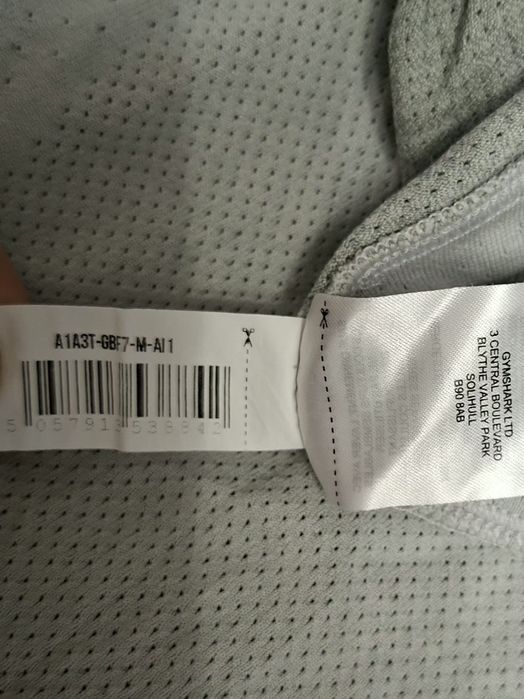 A1A3T-GBF7-M-AI1
5 057913 538842
GYMSHARK LTD
3 CENTRAL BOULEVARD
BLYTHE VALLEY PARK
SOLIHULL
B90 8AB